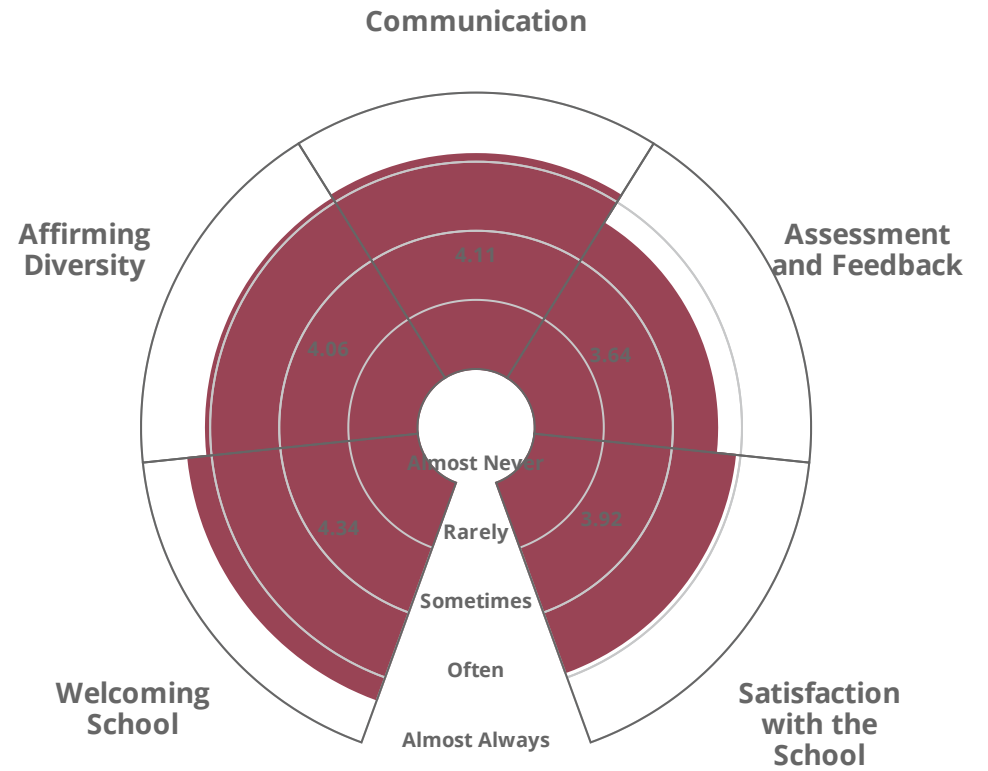 Communication
Affirming
Diversity
Assessment
and Feedback
4.11
4.06
3.64
Almost Never
4.34
3.92
Rarely
Sometimes
Often
Welcoming
School
Satisfaction
with the
School
Almost Always